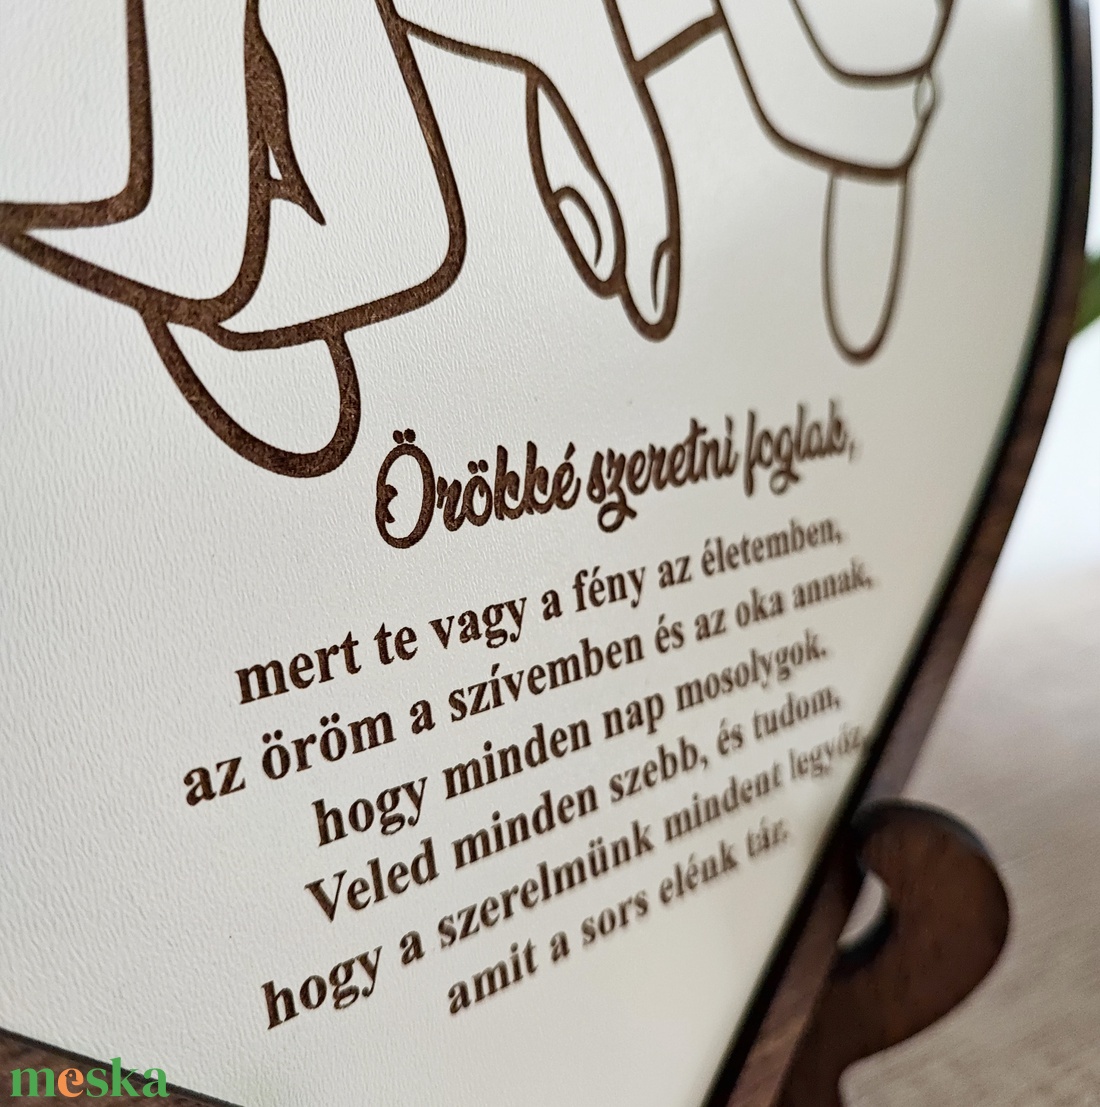 Örökké szeretni foglak,
mert te vagy a fény az életemben,
az öröm a szívemben és az oka annak,
hogy minden nap mosolygok.
Veled minden szebb, és tudom,
hogy a szerelmünk mindent legyőz,
amit a sors elénk tár.
meska